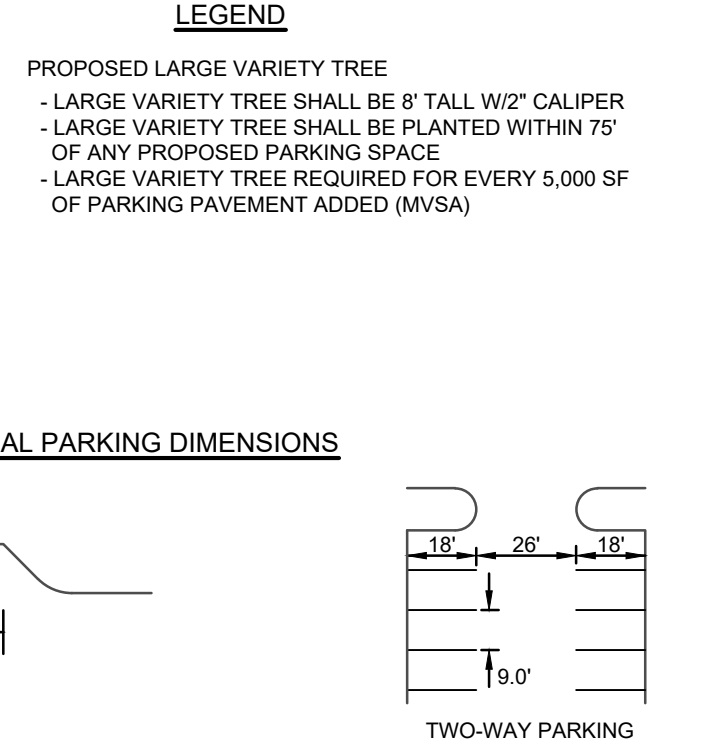 LEGEND
PROPOSED LARGE VARIETY TREE
- LARGE VARIETY TREE SHALL BE 8' TALL W/2" CALIPER
- LARGE VARIETY TREE SHALL BE PLANTED WITHIN 75'
OF ANY PROPOSED PARKING SPACE
- LARGE VARIETY TREE REQUIRED FOR EVERY 5,000 SF
OF PARKING PAVEMENT ADDED (MVSA)
AL PARKING DIMENSIONS
18' 26' 18'
9.0'
TWO-WAY PARKING